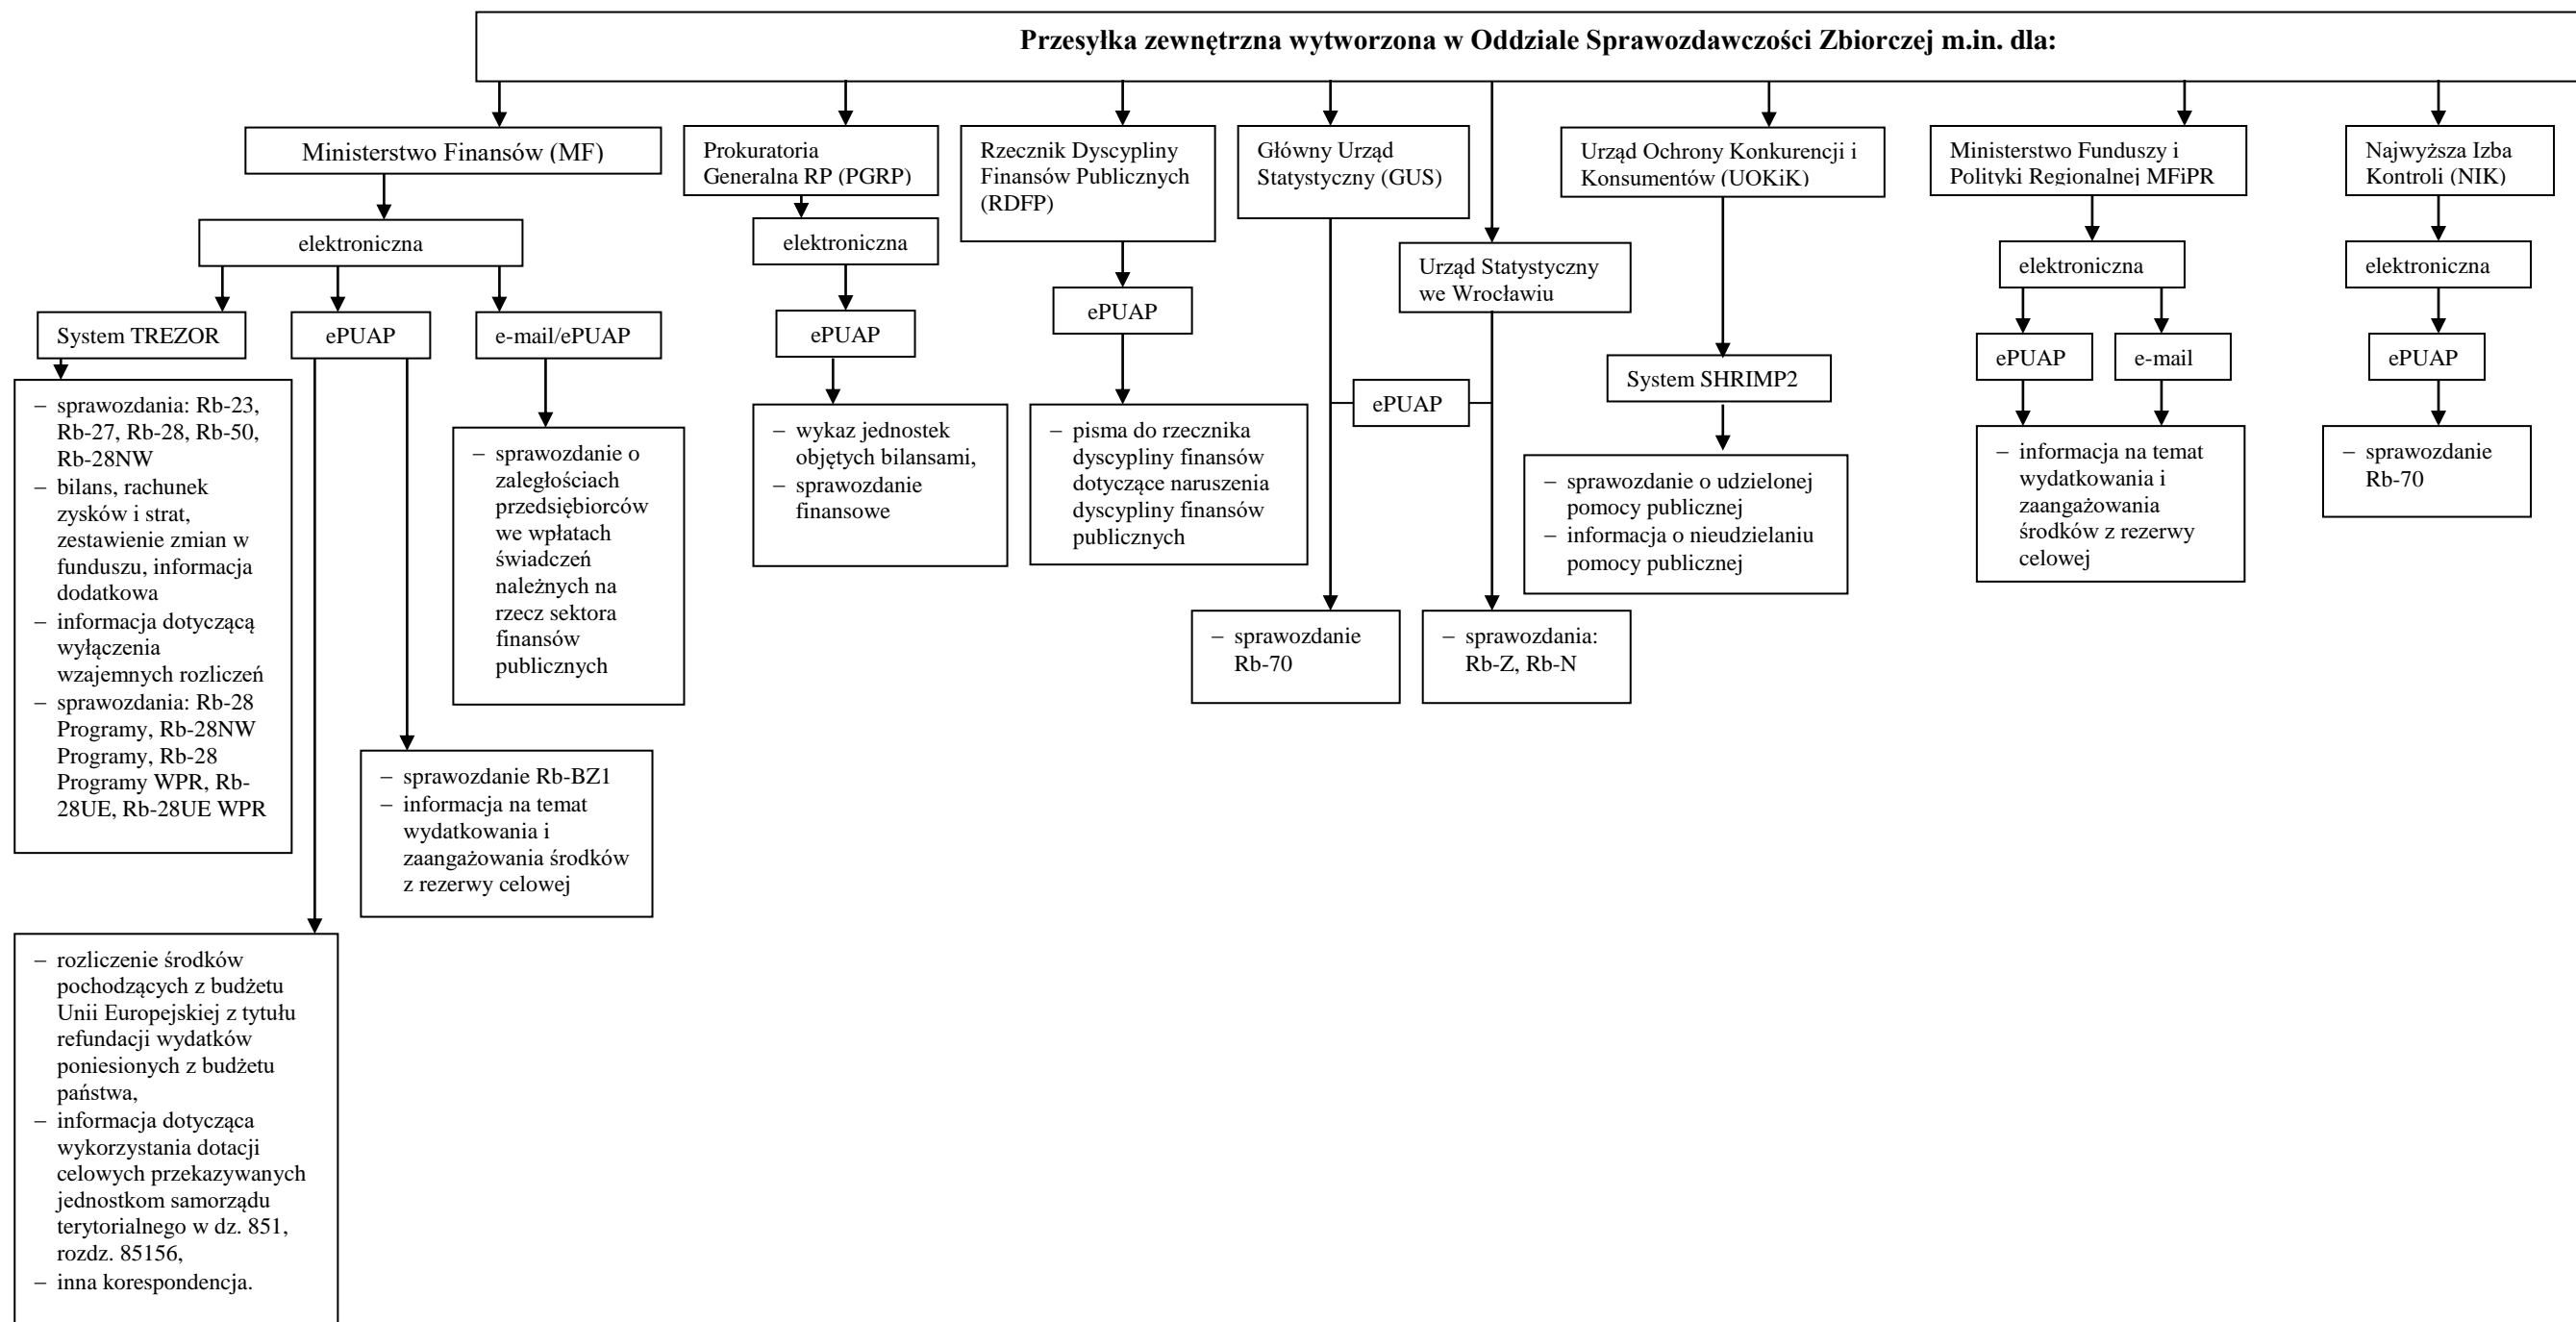 Przesyłka zewnętrzna wytworzona w Oddziale Sprawozdawczości Zbiorczej m.in. dla:
Ministerstwo Finansów (MF)
elektroniczna
System TREZOR
– sprawozdania: Rb-23,
Rb-27, Rb-28, Rb-50,
Rb-28NW
– bilans, rachunek
zysków i strat,
zestawienie zmian w
funduszu, informacja
dodatkowa
– informacja dotyczącą
wyłączenia
wzajemnych rozliczeń
– sprawozdania: Rb-28
Programy, Rb-28NW
Programy, Rb-28
Programy WPR, Rb-
28UE, Rb-28UE WPR
ePUAP
– rozliczenie środków
pochodzących z budżetu
Unii Europejskiej z tytułu
refundacji wydatków
poniesionych z budżetu
państwa,
– informacja dotycząca
wykorzystania dotacji
celowych przekazywanych
jednostkom samorządu
terytorialnego w dz. 851,
rozdz. 85156,
– inna korespondencja.
– sprawozdanie Rb-BZ1
– informacja na temat
wydatkowania i
zaangażowania środków
z rezerwy celowej
e-mail/ePUAP
– sprawozdanie o
zaległościach
przedsiębiorców
we wpłatach
świadczeń
należnych na
rzecz sektora
finansów
publicznych
Prokuratoria
Generalna RP (PGRP)
elektroniczna
ePUAP
– wykaz jednostek
objętych bilansami,
– sprawozdanie
finansowe
Rzecznik Dyscypliny
Finansów Publicznych
(RDFP)
ePUAP
– pisma do rzecznika
dyscypliny finansów
dotyczące naruszenia
dyscypliny finansów
publicznych
Główny Urząd
Statystyczny (GUS)
Urząd Statystyczny
we Wrocławiu
ePUAP
– sprawozdanie
Rb-70
– sprawozdania:
Rb-Z, Rb-N
Urząd Ochrony Konkurencji i
Konsumentów (UOKiK)
System SHRIMP2
– sprawozdanie o udzielonej
pomocy publicznej
– informacja o nieudzielaniu
pomocy publicznej
Ministerstwo Funduszy i
Polityki Regionalnej MFiPR
elektroniczna
ePUAP
e-mail
– informacja na temat
wydatkowania i
zaangażowania
środków z rezerwy
celowej
Najwyższa Izba
Kontroli (NIK)
elektroniczna
ePUAP
– sprawozdanie
Rb-70